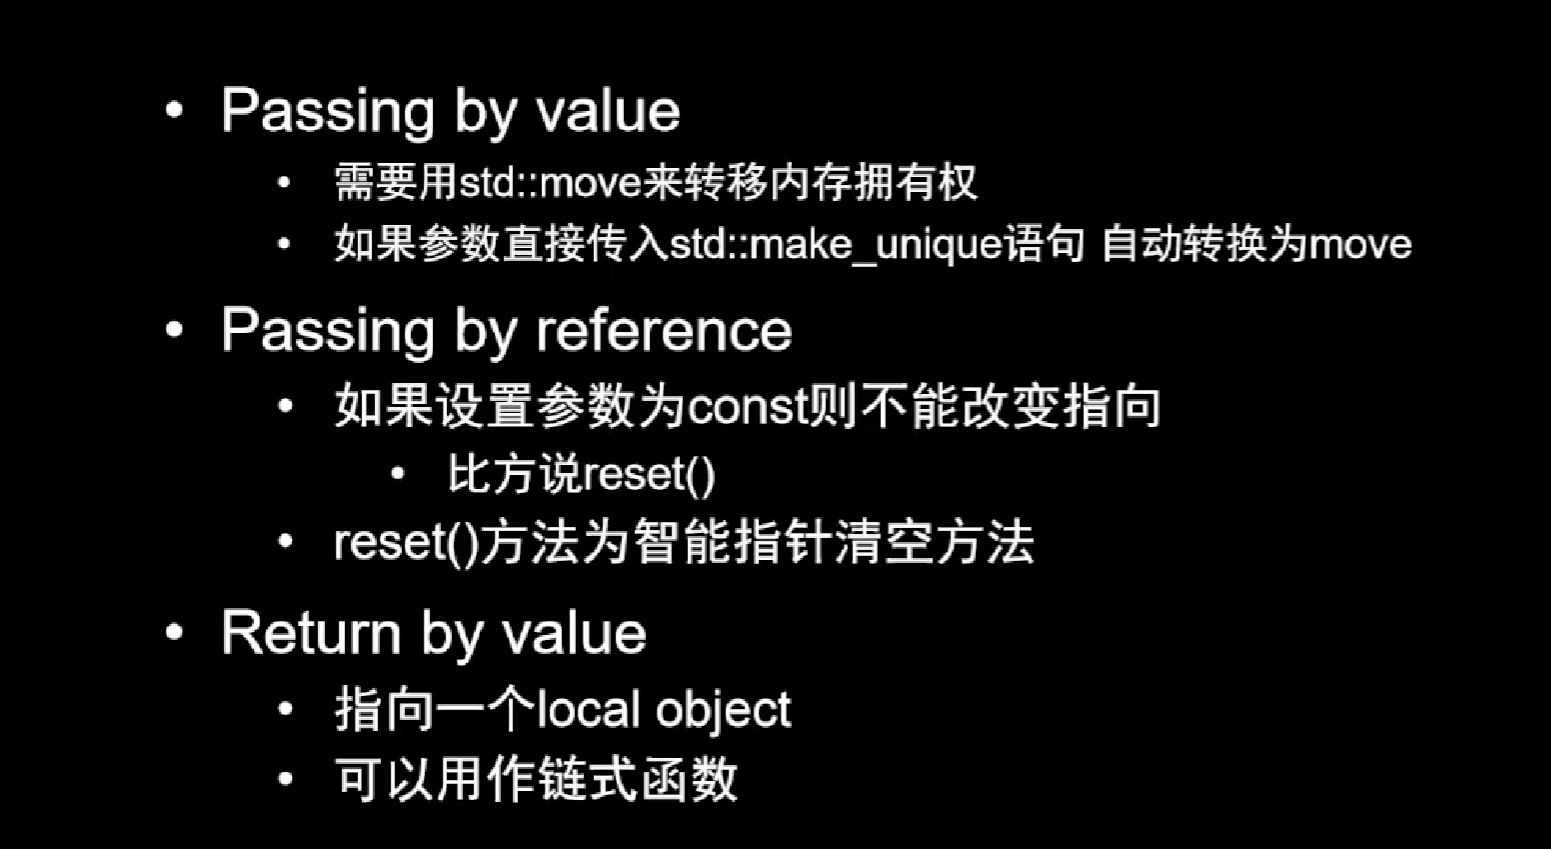 • Passing by value
• 需要用std::move来转移内存拥有权
• 如果参数直接传入std::make_unique语句 自动转换为move
• Passing by reference
• 如果设置参数为const则不能改变指向
• 比方说reset()
• reset()方法为智能指针清空方法
• Return by value
• 指向一个local object
• 可以用作链式函数